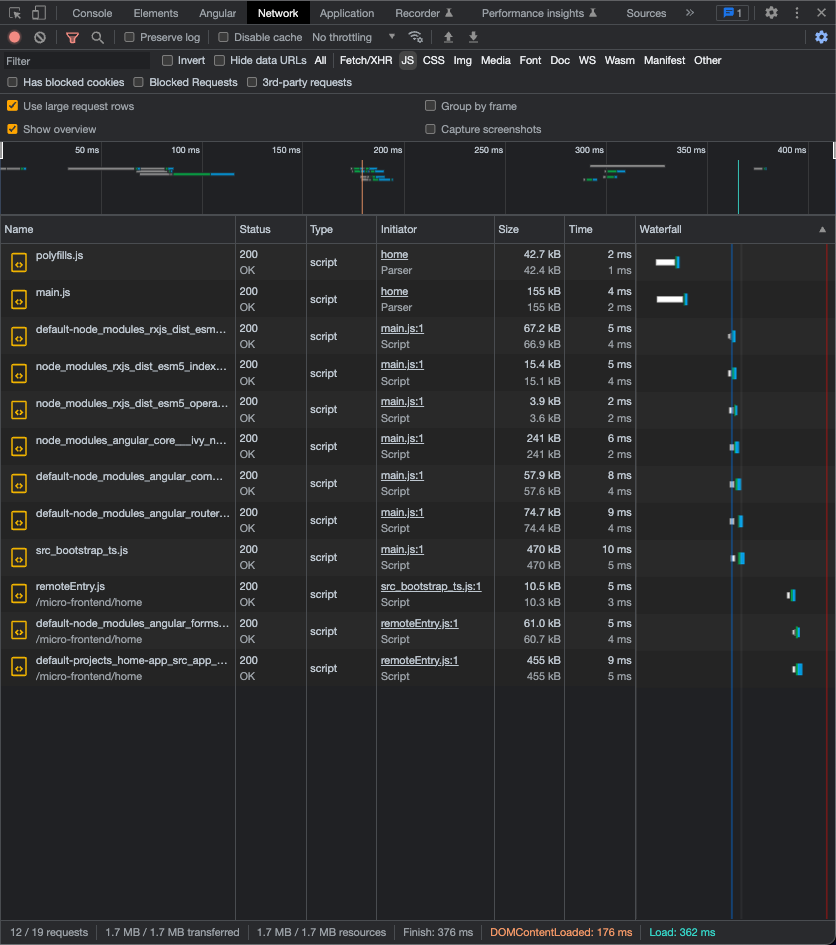 Console Elements Angular Network Application Recorder Performance insights Sources » 1
Preserve log Disable cache No throttling
Filter Invert Hide data URLs All Fetch/XHR JS CSS Img Media Font Doc WS Wasm Manifest Other
Has blocked cookies Blocked Requests 3rd-party requests
Use large request rows Group by frame
Show overview Capture screenshots
50 ms 100 ms 150 ms 200 ms 250 ms 300 ms 350 ms 400 ms
Name Status Type Initiator Size Time Waterfall
polyfills.js 200 script home 42.7 kB 2 ms
OK Parser 42.4 kB 1 ms
main.js 200 script home 155 kB 4 ms
OK Parser 155 kB 2 ms
default-node_modules_rxjs_dist_esm... 200 script main.js:1 67.2 kB 5 ms
OK Script 66.9 kB 4 ms
node_modules_rxjs_dist_esm5_index... 200 script main.js:1 15.4 kB 5 ms
OK Script 15.1 kB 4 ms
node_modules_rxjs_dist_esm5_opera... 200 script main.js:1 3.9 kB 2 ms
OK Script 3.6 kB 2 ms
node_modules_angular_core___ivy_n... 200 script main.js:1 241 kB 6 ms
OK Script 241 kB 2 ms
default-node_modules_angular_com... 200 script main.js:1 57.9 kB 8 ms
OK Script 57.6 kB 4 ms
default-node_modules_angular_router... 200 script main.js:1 74.7 kB 9 ms
OK Script 74.4 kB 4 ms
src_bootstrap_ts.js 200 script main.js:1 470 kB 10 ms
OK Script 470 kB 5 ms
remoteEntry.js 200 script src_bootstrap_ts.js:1 10.5 kB 5 ms
/micro-frontend/home OK Script 10.3 kB 3 ms
default-node_modules_angular_forms... 200 script remoteEntry.js:1 61.0 kB 5 ms
/micro-frontend/home OK Script 60.7 kB 4 ms
default-projects_home-app_src_app_... 200 script remoteEntry.js:1 455 kB 9 ms
/micro-frontend/home OK Script 455 kB 5 ms
12 / 19 requests 1.7 MB / 1.7 MB transferred 1.7 MB / 1.7 MB resources Finish: 376 ms DOMContentLoaded: 176 ms Load: 362 ms